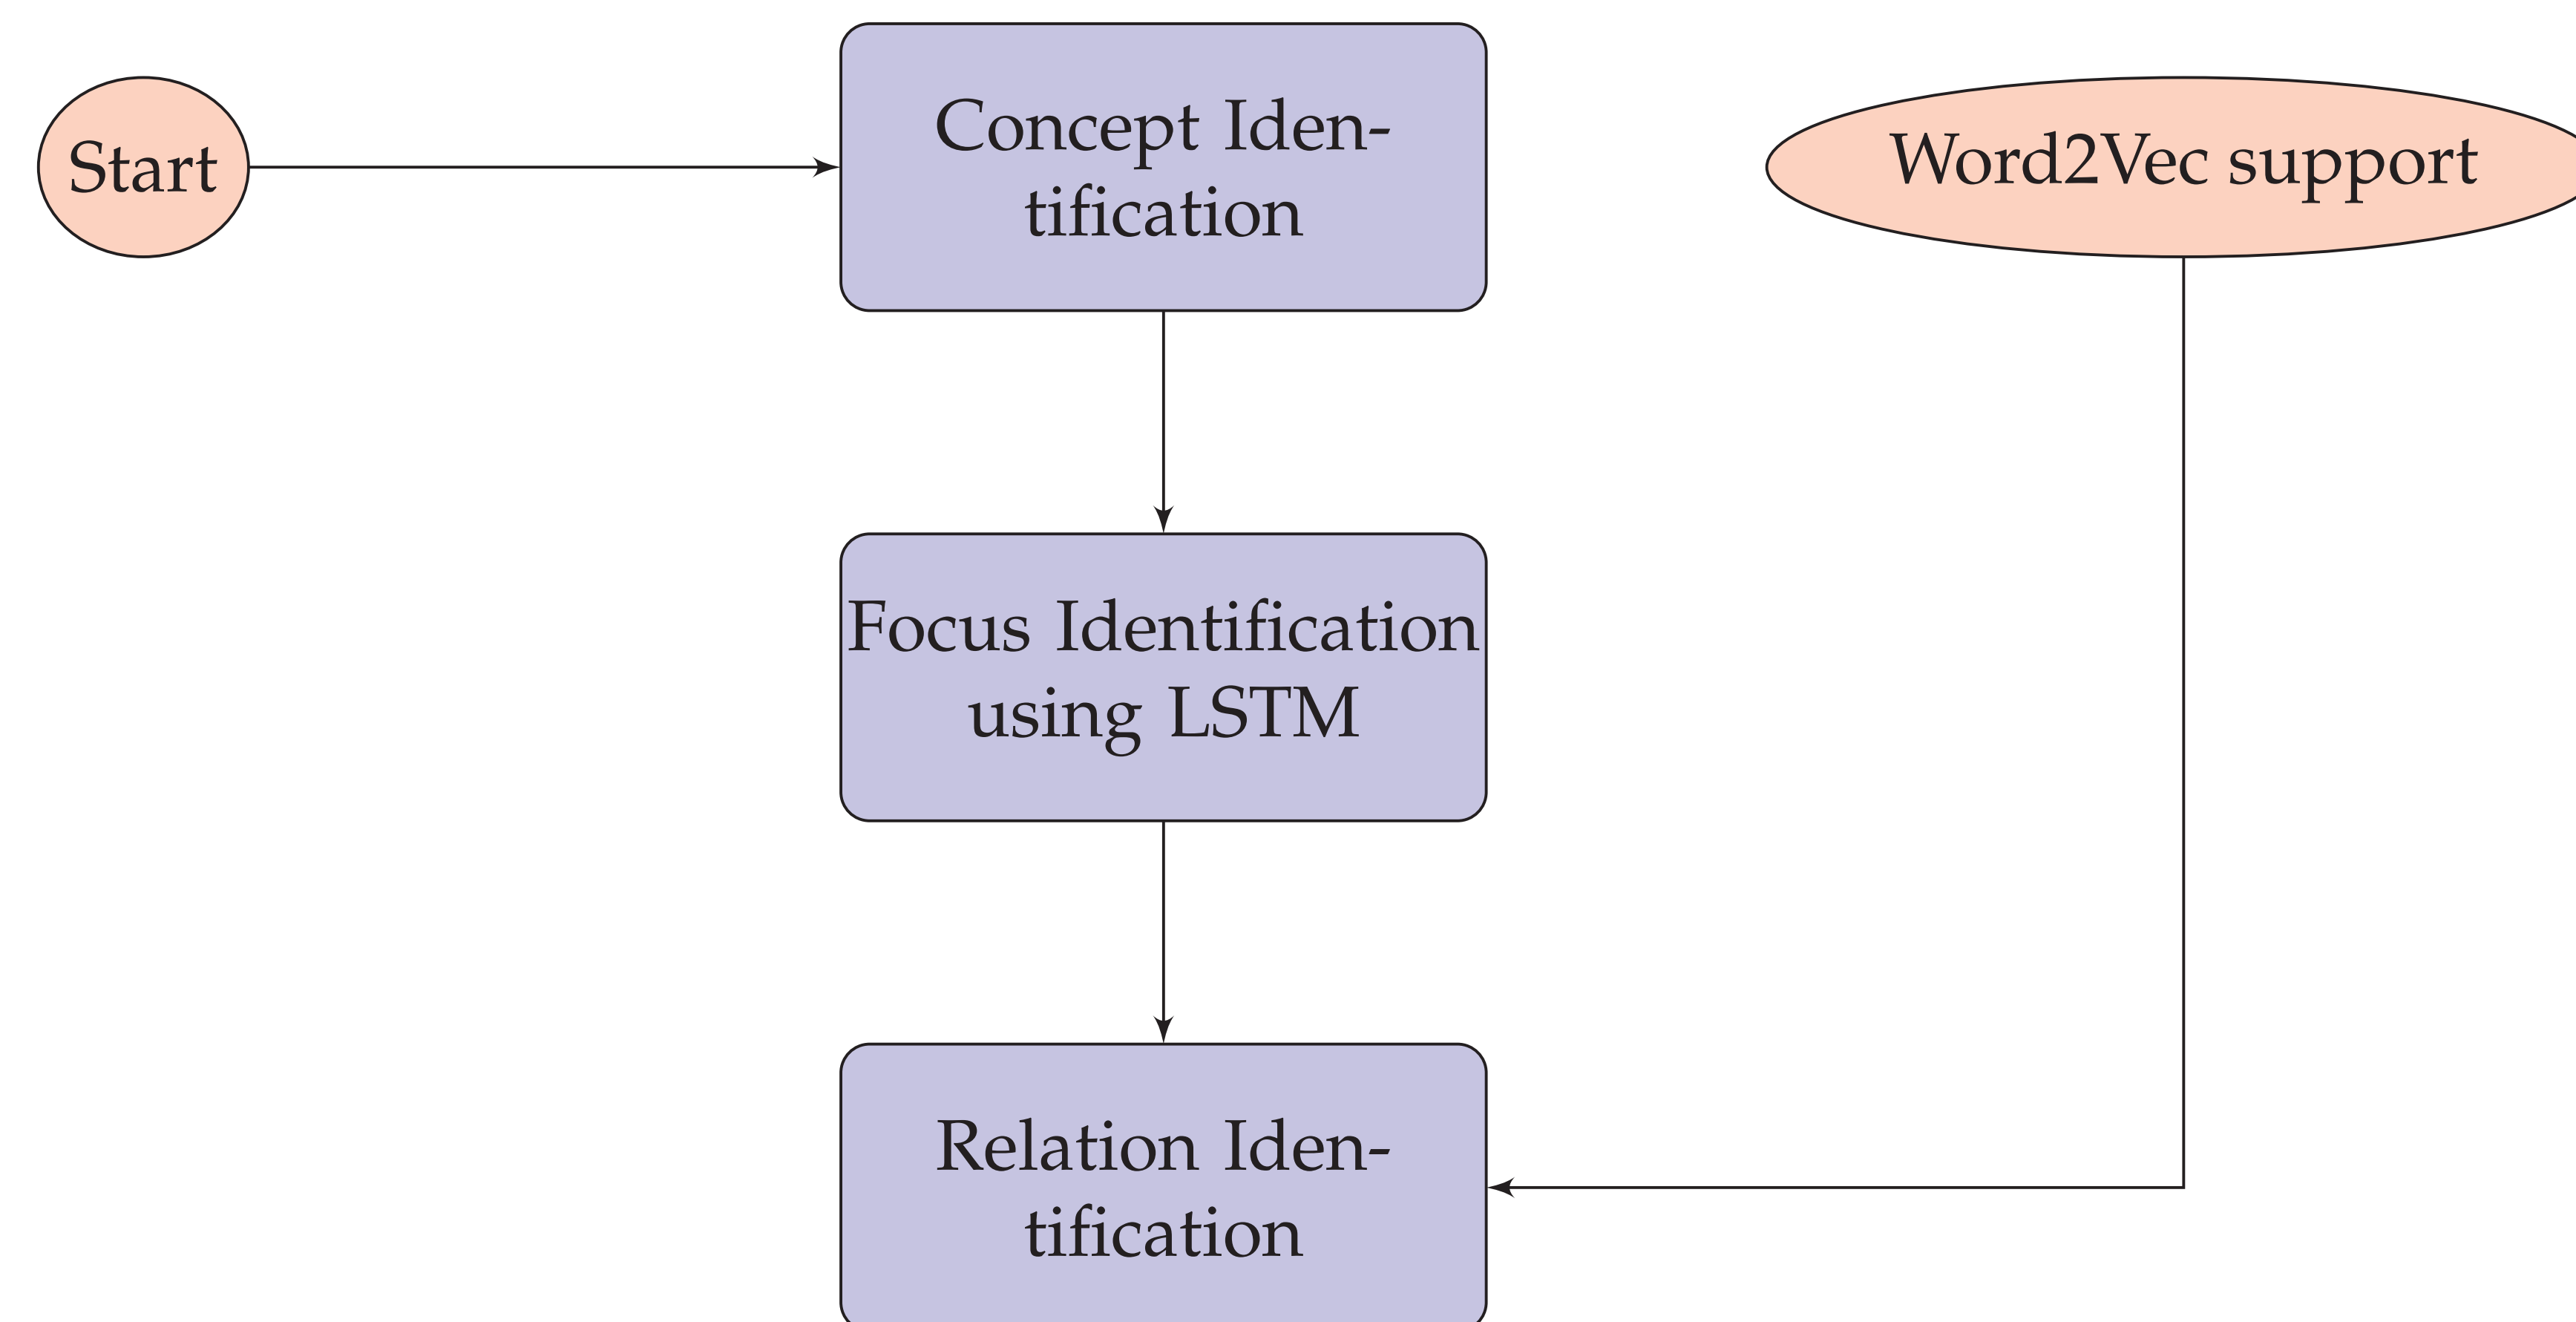 Start
Concept Iden-
tification
Word2Vec support
Focus Identification
using LSTM
Relation Iden-
tification